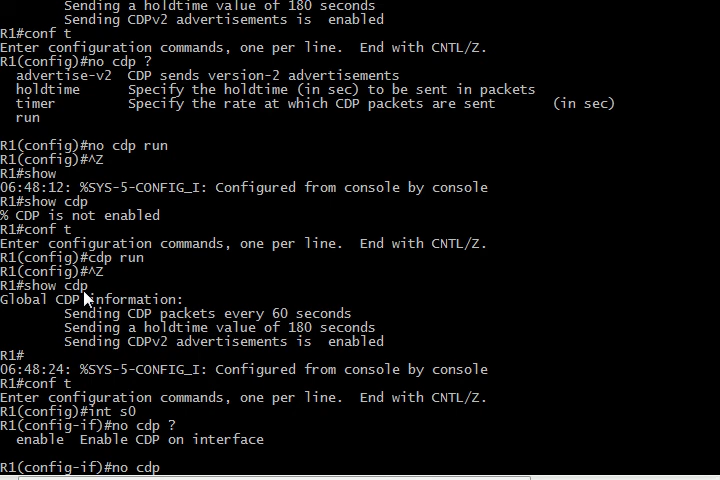 Sending a holdtime value of 180 seconds
Sending CDPv2 advertisements is  enabled
R1#conf t
Enter configuration commands, one per line.  End with CNTL/Z.
R1(config)#no cdp ?
advertise-v2  CDP sends version-2 advertisements
holdtime      Specify the holdtime (in sec) to be sent in packets
timer         Specify the rate at which CDP packets are sent       (in sec)
run
R1(config)#no cdp run
R1(config)#^Z
R1#show
06:48:12: %SYS-5-CONFIG_I: Configured from console by console
R1#show cdp
% CDP is not enabled
R1#conf t
Enter configuration commands, one per line.  End with CNTL/Z.
R1(config)#cdp run
R1(config)#^Z
R1#show cdp
Global CDP information:
Sending CDP packets every 60 seconds
Sending a holdtime value of 180 seconds
Sending CDPv2 advertisements is  enabled
R1#
06:48:24: %SYS-5-CONFIG_I: Configured from console by console
R1#conf t
Enter configuration commands, one per line.  End with CNTL/Z.
R1(config)#int s0
R1(config-if)#no cdp ?
enable  Enable CDP on interface
R1(config-if)#no cdp